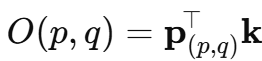 $O(p, q) = \mathbf{p}_{(p,q)}^{\top} \mathbf{k}$